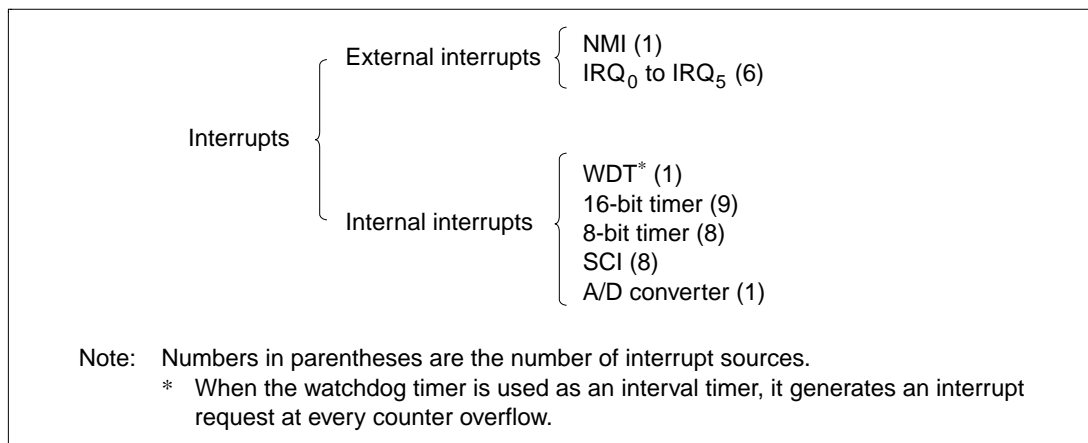 External interrupts
NMI (1)
IRQ0 to IRQ5 (6)
Interrupts
Internal interrupts
WDT* (1)
16-bit timer (9)
8-bit timer (8)
SCI (8)
A/D converter (1)
Note: Numbers in parentheses are the number of interrupt sources.
* When the watchdog timer is used as an interval timer, it generates an interrupt
request at every counter overflow.